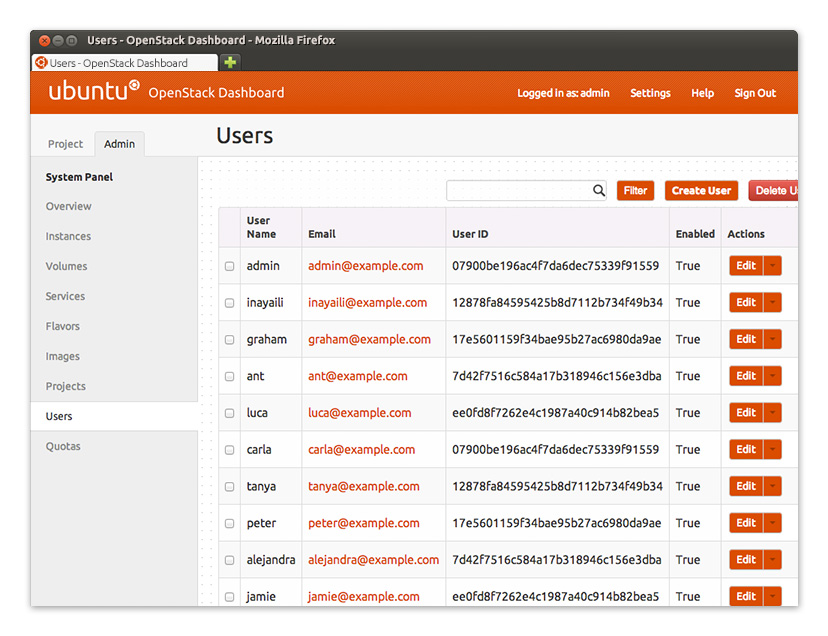 Users - OpenStack Dashboard - Mozilla Firefox
Users - OpenStack Dashboard
ubuntu OpenStack Dashboard
Logged in as: admin Settings Help Sign Out
Project Admin
Users
System Panel
Overview
Instances
Volumes
Services
Flavors
Images
Projects
Users
Quotas
Filter Create User Delete U
User Name Email User ID Enabled Actions
admin admin@example.com 07900be196ac4f7da6dec75339f91559 True Edit
inayaili inayaili@example.com 12878fa84595425b8d7112b734f49b34 True Edit
graham graham@example.com 17e5601159f34bae95b27ac6980da9ae True Edit
ant ant@example.com 7d42f7516c584a17b318946c156e3dba True Edit
luca luca@example.com ee0fd8f7262e4c1987a40c914b82bea5 True Edit
carla carla@example.com 07900be196ac4f7da6dec75339f91559 True Edit
tanya tanya@example.com 12878fa84595425b8d7112b734f49b34 True Edit
peter peter@example.com 17e5601159f34bae95b27ac6980da9ae True Edit
alejandra alejandra@example.com 7d42f7516c584a17b318946c156e3dba True Edit
jamie jamie@example.com ee0fd8f7262e4c1987a40c914b82bea5 True Edit